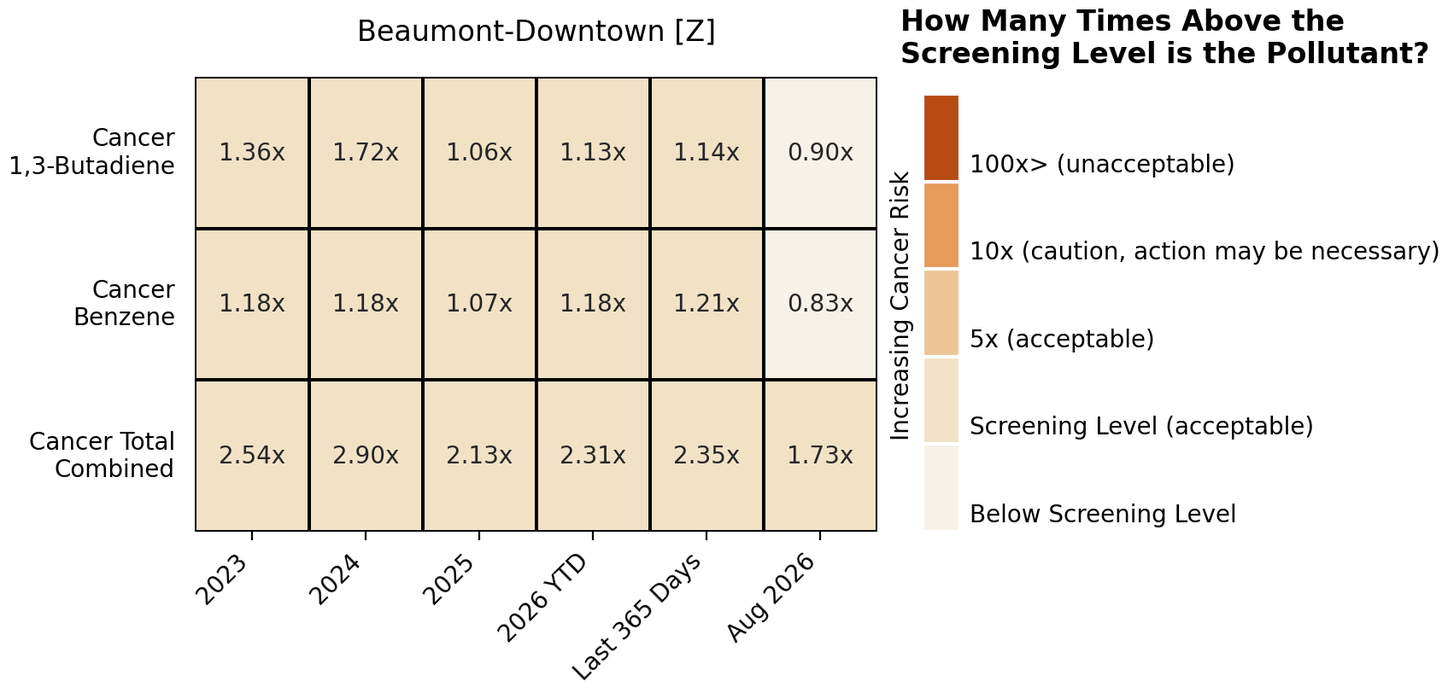 Beaumont-Downtown [Z]
How Many Times Above the
Screening Level is the Pollutant?
Cancer
1,3-Butadiene
1.36x 1.72x 1.06x 1.13x 1.14x 0.90x
Cancer
Benzene
1.18x 1.18x 1.07x 1.18x 1.21x 0.83x
Cancer Total
Combined
2.54x 2.90x 2.13x 2.31x 2.35x 1.73x
2023
2024
2025
2026 YTD
Last 365 Days
Aug 2026
Increasing Cancer Risk
100x> (unacceptable)
10x (caution, action may be necessary)
5x (acceptable)
Screening Level (acceptable)
Below Screening Level